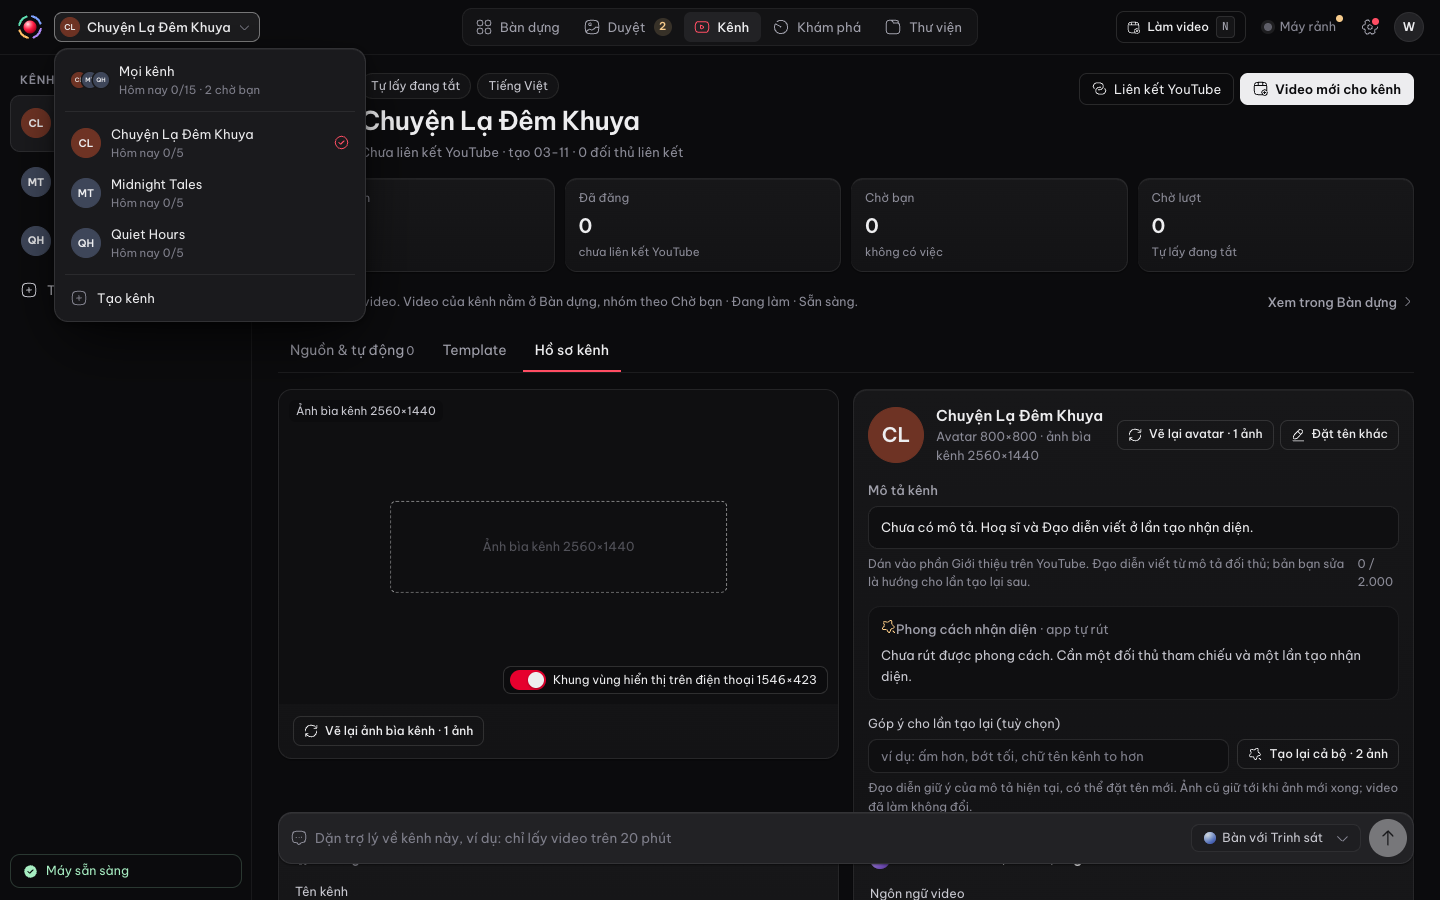 CL Chuyện Lạ Đêm Khuya
Bàn dựng
Duyệt 2
Kênh
Khám phá
Thư viện
Làm video N
Máy rảnh
W
KÊNH
CL
MT
QH
Mọi kênh
Hôm nay 0/15 · 2 chờ bạn
CL
Chuyện Lạ Đêm Khuya
Hôm nay 0/5
MT
Midnight Tales
Hôm nay 0/5
QH
Quiet Hours
Hôm nay 0/5
Tạo kênh
Máy sẵn sàng
Tự lấy đang tắt
Tiếng Việt
Liên kết YouTube
Video mới cho kênh
Chuyện Lạ Đêm Khuya
Chưa liên kết YouTube · tạo 03-11 · 0 đối thủ liên kết
Đã đăng
0
chưa liên kết YouTube
Chờ bạn
0
không có việc
Chờ lượt
0
Tự lấy đang tắt
video. Video của kênh nằm ở Bàn dựng, nhóm theo Chờ bạn · Đang làm · Sẵn sàng.
Xem trong Bàn dựng
Nguồn & tự động 0
Template
Hồ sơ kênh
Ảnh bìa kênh 2560×1440
Ảnh bìa kênh 2560×1440
Khung vùng hiển thị trên điện thoại 1546×423
Vẽ lại ảnh bìa kênh · 1 ảnh
CL
Chuyện Lạ Đêm Khuya
Avatar 800×800 · ảnh bìa
kênh 2560×1440
Vẽ lại avatar · 1 ảnh
Đặt tên khác
Mô tả kênh
Chưa có mô tả. Hoạ sĩ và Đạo diễn viết ở lần tạo nhận diện.
Dán vào phần Giới thiệu trên YouTube. Đạo diễn viết từ mô tả đối thủ; bản bạn sửa
là hướng cho lần tạo lại sau.
0 /
2.000
Phong cách nhận diện · app tự rút
Chưa rút được phong cách. Cần một đối thủ tham chiếu và một lần tạo nhận
diện.
Góp ý cho lần tạo lại (tuỳ chọn)
ví dụ: ấm hơn, bớt tối, chữ tên kênh to hơn
Tạo lại cả bộ · 2 ảnh
Đạo diễn giữ ý của mô tả hiện tại, có thể đặt tên mới. Ảnh cũ giữ tới khi ảnh mới xong; video
đã làm không đổi.
Dặn trợ lý về kênh này, ví dụ: chỉ lấy video trên 20 phút
Bàn với Trinh sát
Tên kênh
Ngôn ngữ video